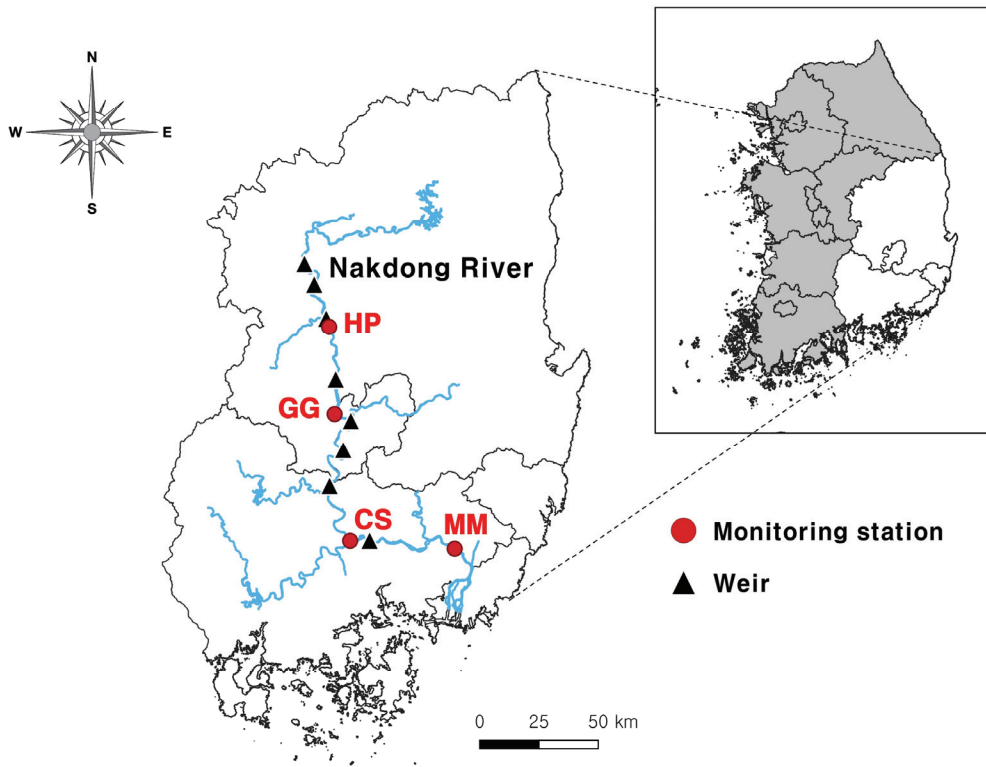 N
W E
S
Nakdong River
HP
GG
CS
MM
Monitoring station
Weir
0 25 50 km